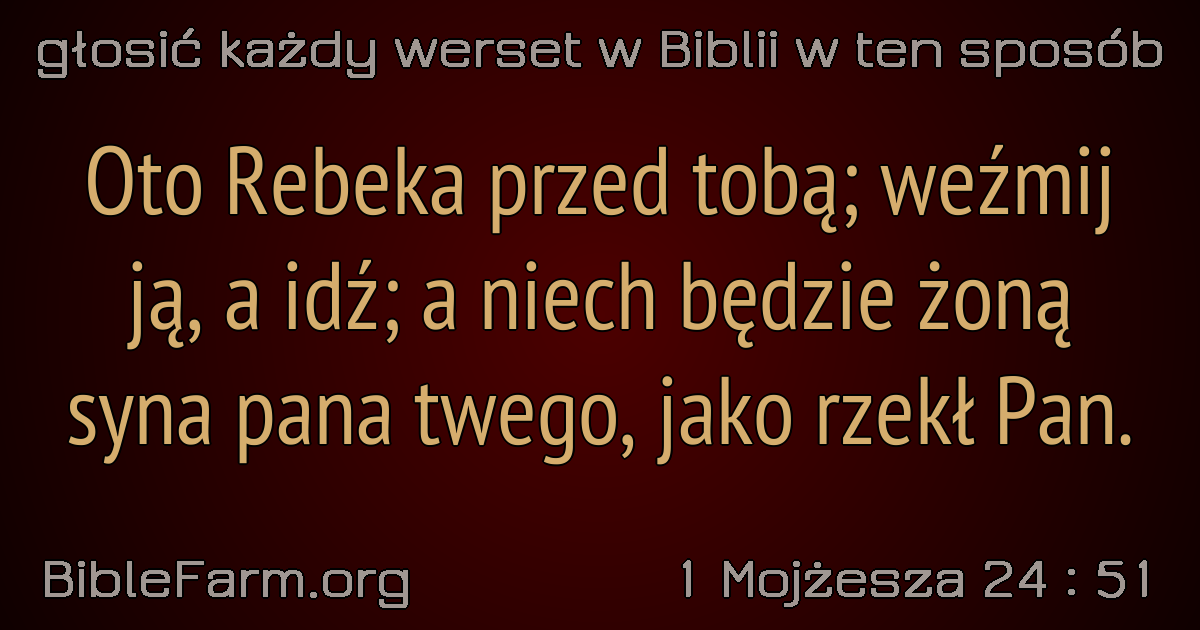 głosić każdy werset w Biblii w ten sposób
Oto Rebeka przed tobą; weźmij
ją, a idź; a niech będzie żoną
syna pana twego, jako rzekł Pan.
BibleFarm.org
1 Mojżesza 24 : 51